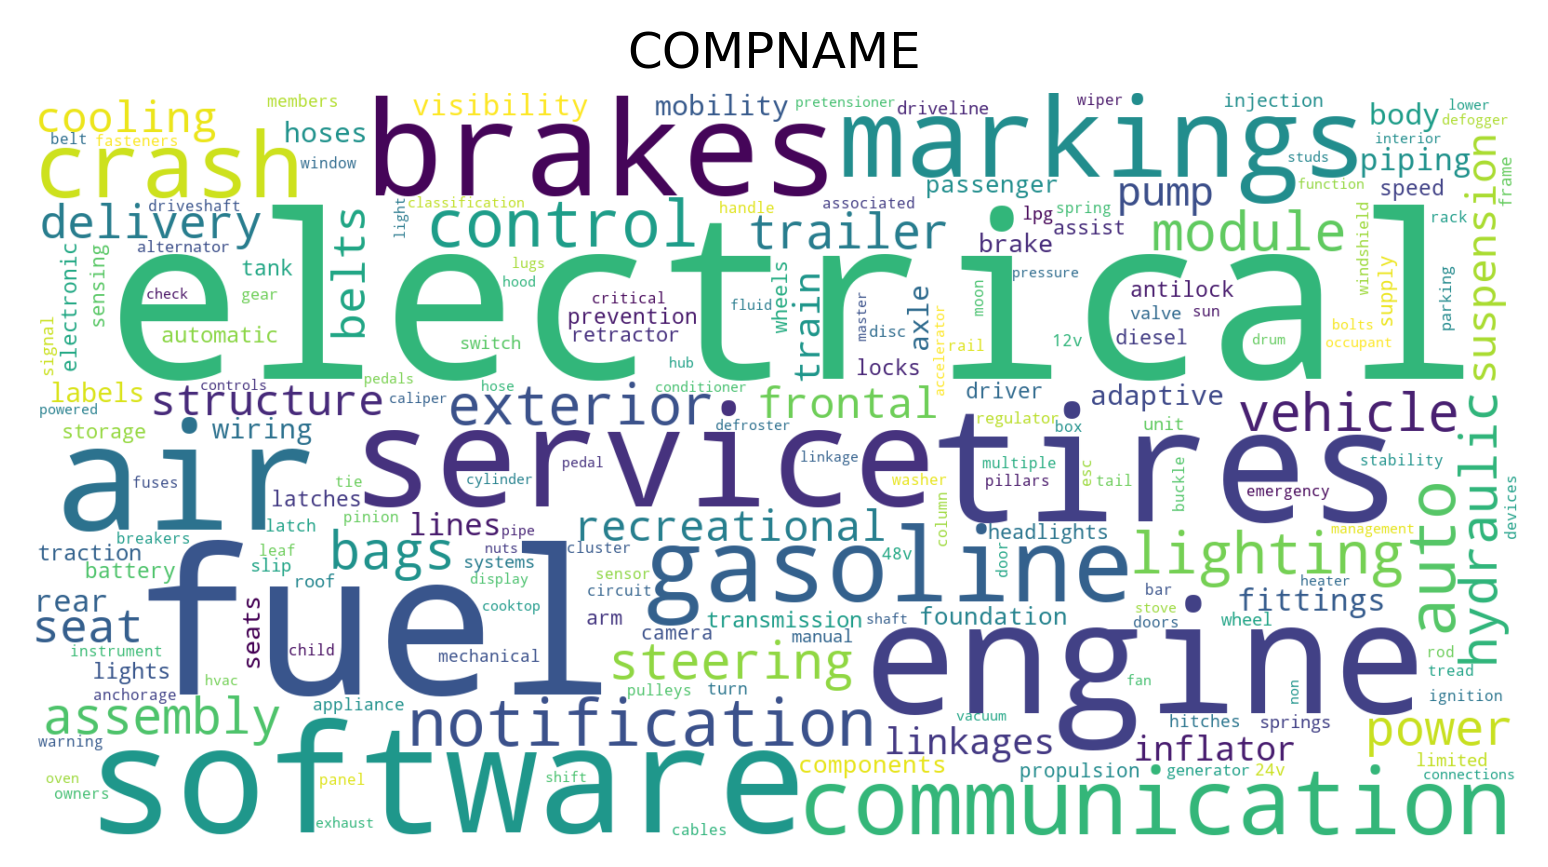 COMPNAME
cooling
members
visibility
mobility
pretensioner
driveline
wiper
injection
body
lower
defogger
belt
fasteners
hoses
crash
window
brakes
markings
studs
interior
piping
suspension
frame
function
speed
passenger
pump
delivery
driveshaft
belts
light
classification
control
handle
associated
trailer
lpg
spring
assist
brake
module
windshield
rack
electronic
sensing
alternator
tank
gear
check
automatic
signal
electrical
lugs
hood
critical
prevention
retractor
switch
fluid
wheels
train
master
disc
axle
moon
pressure
antilock
valve
sun
diesel
12v
drum
bolts
occupant
supply
parking
accelerator
rail
locks
hub
labels
controls
pedals
caliper
hose
conditioner
powered
structure
exterior
frontal
driver
adaptive
vehicle
storage
wiring
defroster
regulator
box
unit
hydraulic
air
service
tires
fuses
pedal
linkage
cylinder
washer
multiple
pillars
esc
tail
buckle
emergency
stability
devices
latches
tie
pinion
latch
breakers
lines
pipe
recreational
column
headlights
management
auto
traction
battery
leaf
slip
roof
bags
nuts
cluster
systems
display
gasoline
48v
door
lighting
heater
sensor
circuit
cooktop
rear
seat
seats
fuel
arm
camera
transmission
manual
shaft
foundation
bar
stove
doors
fittings
wheel
instrument
lights
child
mechanical
steering
engine
rod
tread
ignition
anchorage
hvac
pulleys
turn
fan
non
assembly
appliance
notification
vacuum
hitches
springs
power
warning
linkages
inflator
limited
connections
oven
owners
panel
software
shift
components
propulsion
generator
24v
exhaust
cables
communication